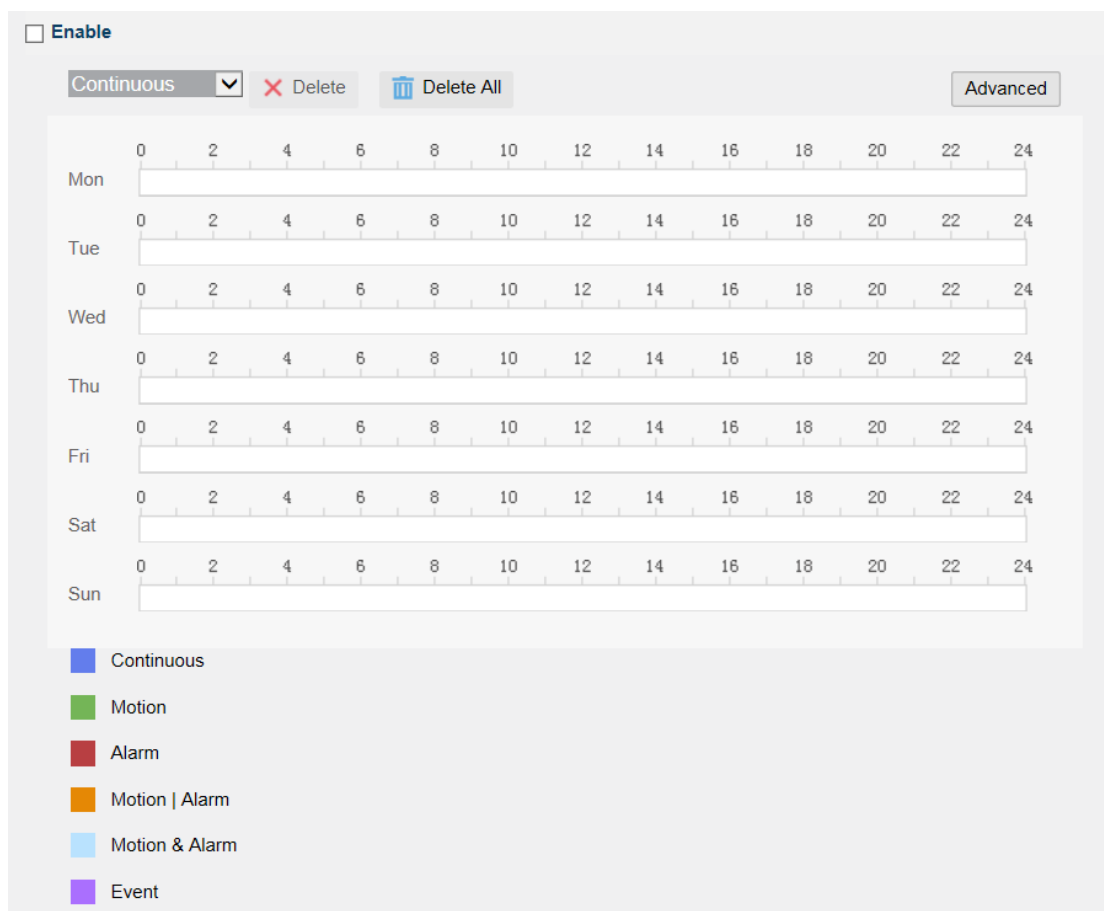 Enable
Continuous Delete Delete All Advanced
0 2 4 6 8 10 12 14 16 18 20 22 24
Mon
0 2 4 6 8 10 12 14 16 18 20 22 24
Tue
0 2 4 6 8 10 12 14 16 18 20 22 24
Wed
0 2 4 6 8 10 12 14 16 18 20 22 24
Thu
0 2 4 6 8 10 12 14 16 18 20 22 24
Fri
0 2 4 6 8 10 12 14 16 18 20 22 24
Sat
0 2 4 6 8 10 12 14 16 18 20 22 24
Sun
Continuous
Motion
Alarm
Motion | Alarm
Motion & Alarm
Event